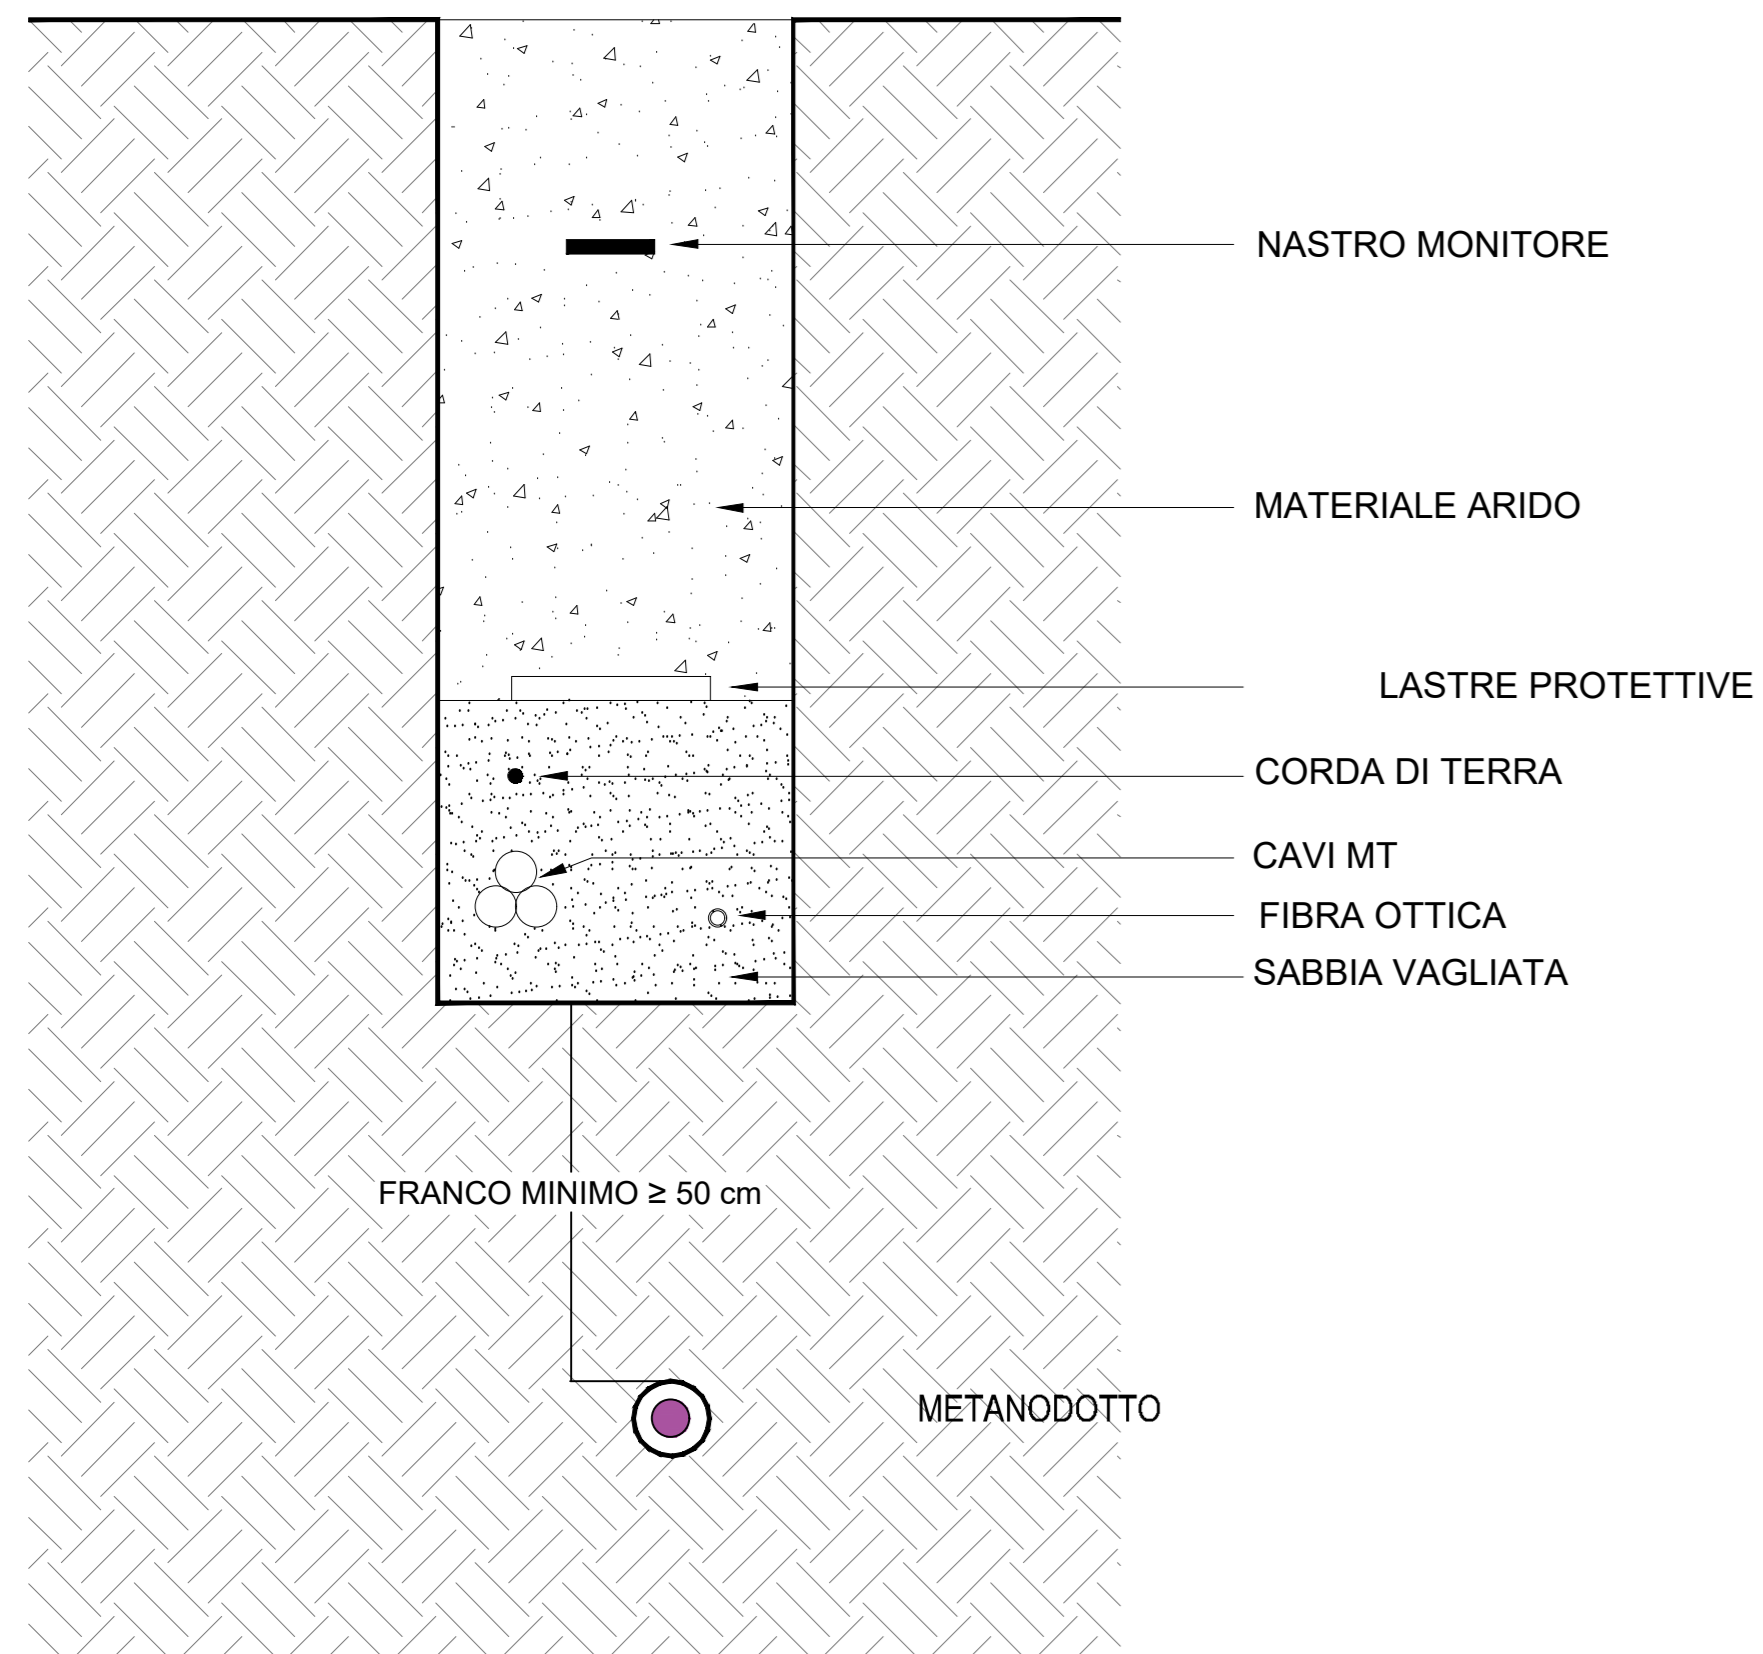 NASTRO MONITORE
MATERIALE ARIDO
LASTRE PROTETTIVE
CORDA DI TERRA
CAVI MT
FIBRA OTTICA
SABBIA VAGLIATA
FRANCO MINIMO ≥ 50 cm
METANODOTTO